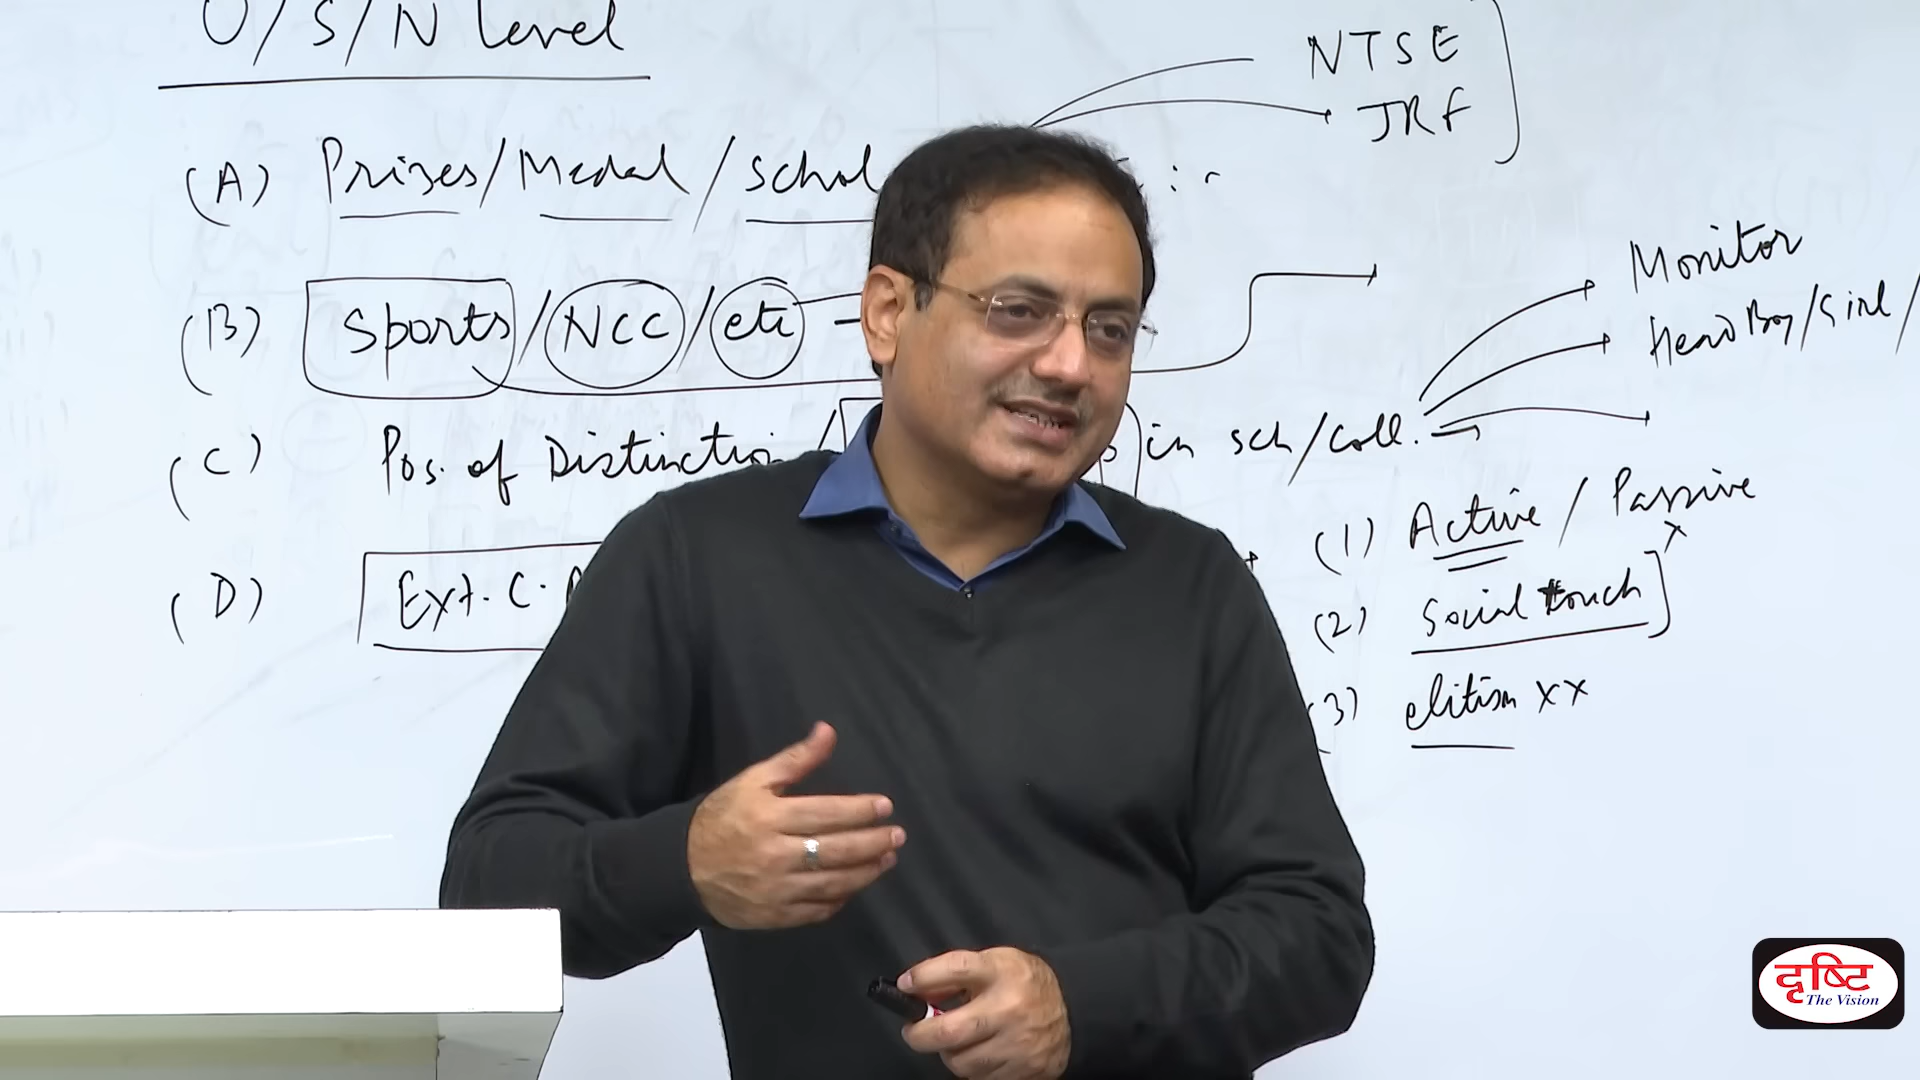 U/S/N level
NTSE
JRF
(A) Prizes/Medal/Schol
(B) Sports/NCC/etc -
Monitor
Head Boy/Girl/
(C) Pos. of Distinction/ in sch/coll.
(D) Ext. C.
(1) Active / Passive
x
(2) Social touch
(3) elitism xx
दृष्टि
The Vision